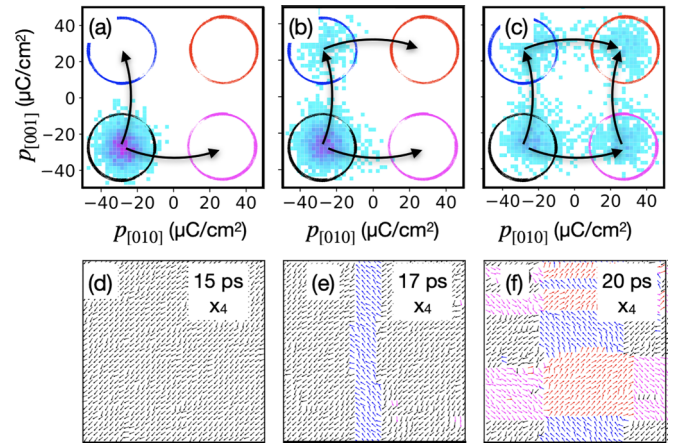 (a) (b) (c)
p[001] (µC/cm²)
40
20
0
−20
−40
−40 −20 0 20 40 −40 −20 0 20 40 −40 −20 0 20 40
p[010] (µC/cm²) p[010] (µC/cm²) p[010] (µC/cm²)
(d) 15 ps (e) 17 ps (f) 20 ps
x₄ x₄ x₄